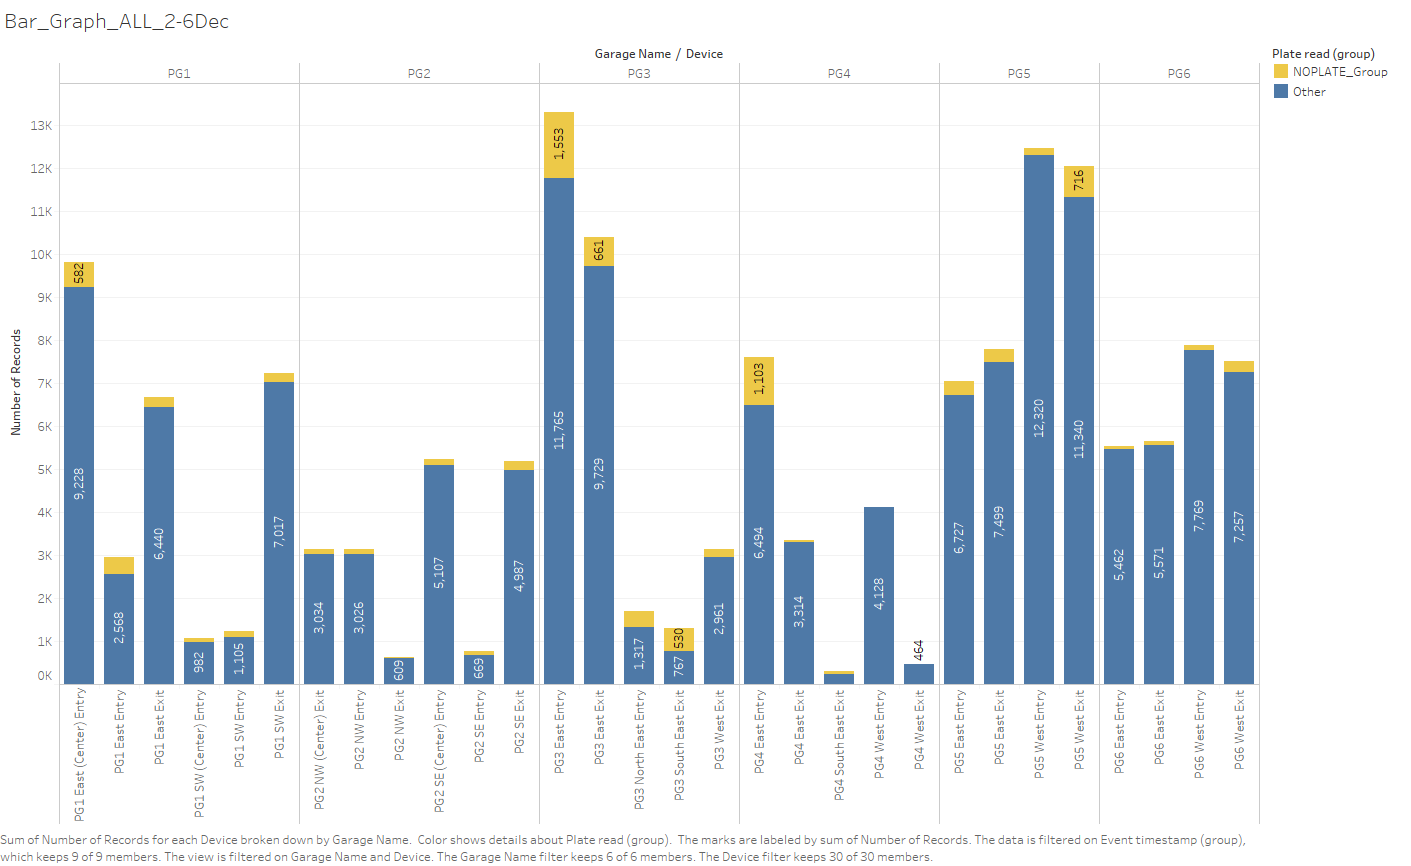 Bar_Graph_ALL_2-6Dec
Garage Name / Device
Plate read (group)
NOPLATE_Group
Other
PG1
PG2
PG3
PG4
PG5
PG6
Number of Records
13K
12K
11K
10K
9K
8K
7K
6K
5K
4K
3K
2K
1K
0K
582
9,228
2,568
6,440
982
1,105
7,017
3,034
3,026
609
5,107
669
4,987
1,553
11,765
661
9,729
1,317
530
767
2,961
1,103
6,494
3,314
4,128
464
6,727
7,499
12,320
716
11,340
5,462
5,571
7,769
7,257
PG1 East (Center) Entry
PG1 East Entry
PG1 East Exit
PG1 SW (Center) Entry
PG1 SW Entry
PG1 SW Exit
PG2 NW (Center) Exit
PG2 NW Entry
PG2 NW Exit
PG2 SE (Center) Entry
PG2 SE Entry
PG2 SE Exit
PG3 East Entry
PG3 East Exit
PG3 North East Entry
PG3 South East Exit
PG3 West Exit
PG4 East Entry
PG4 East Exit
PG4 South East Exit
PG4 West Entry
PG4 West Exit
PG5 East Entry
PG5 East Exit
PG5 West Entry
PG5 West Exit
PG6 East Entry
PG6 East Exit
PG6 West Entry
PG6 West Exit
Sum of Number of Records for each Device broken down by Garage Name. Color shows details about Plate read (group). The marks are labeled by sum of Number of Records. The data is filtered on Event timestamp (group),
which keeps 9 of 9 members. The view is filtered on Garage Name and Device. The Garage Name filter keeps 6 of 6 members. The Device filter keeps 30 of 30 members.